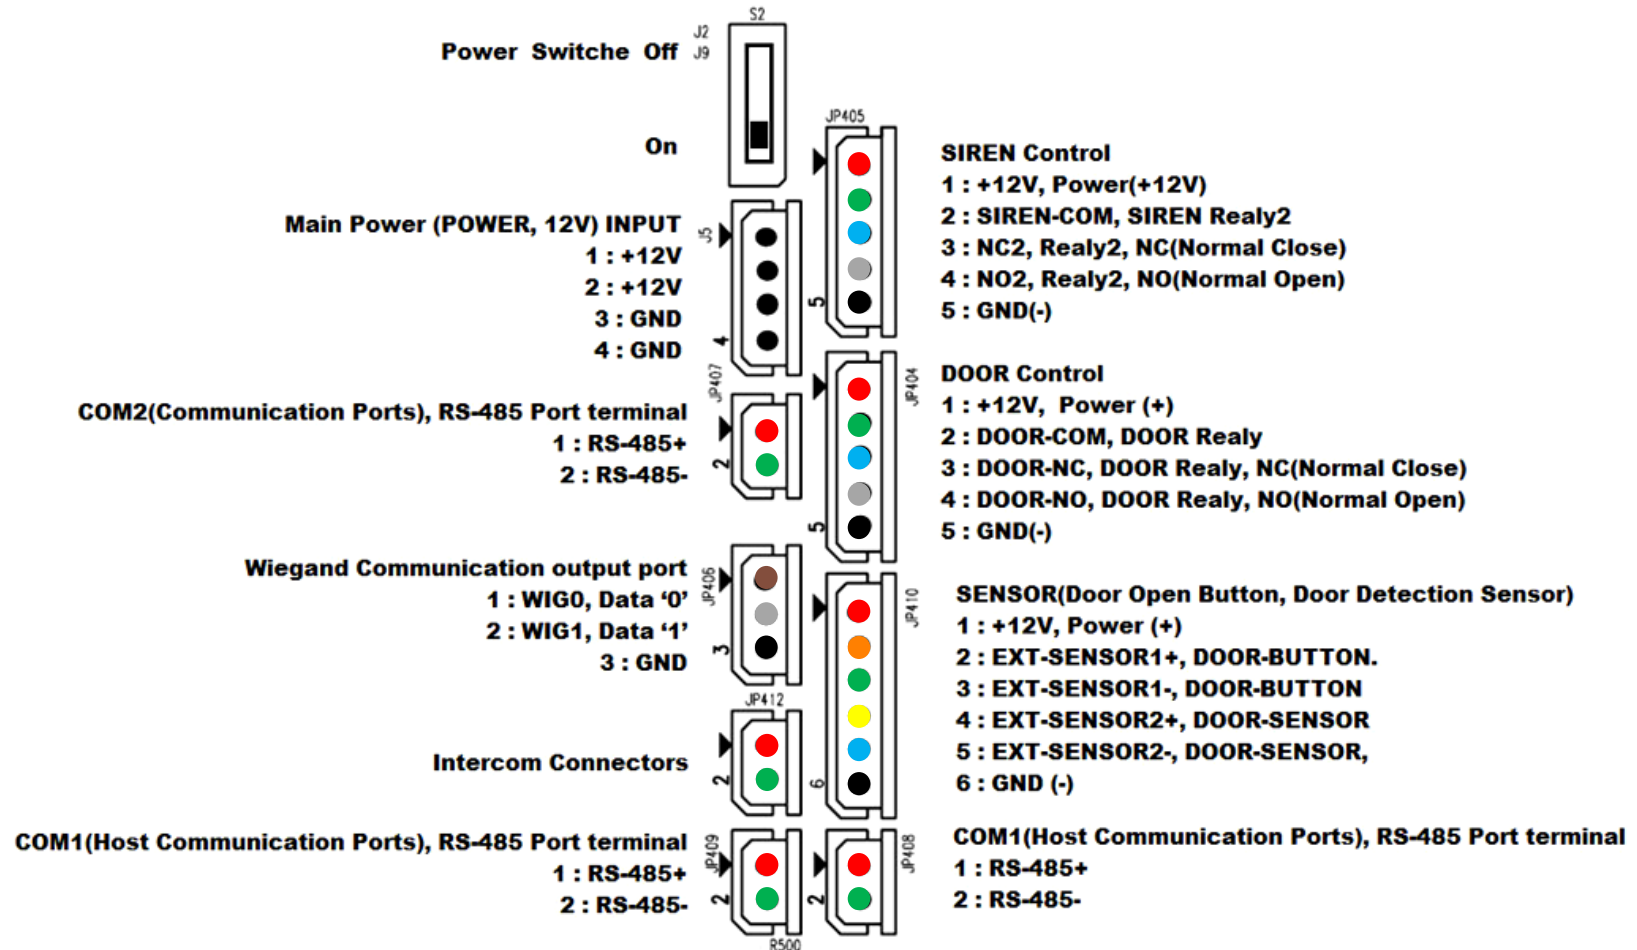 S2
J2
Power Switche Off J9
On
Main Power (POWER, 12V) INPUT
1 : +12V
2 : +12V
3 : GND
4 : GND
J5
4
COM2(Communication Ports), RS-485 Port terminal
1 : RS-485+
2 : RS-485-
JP407
2
Wiegand Communication output port
1 : WIG0, Data ‘0’
2 : WIG1, Data ‘1’
3 : GND
JP406
3
JP412
Intercom Connectors
2
COM1(Host Communication Ports), RS-485 Port terminal
1 : RS-485+
2 : RS-485-
JP409
2
R500
JP405
5
SIREN Control
1 : +12V, Power(+12V)
2 : SIREN-COM, SIREN Realy2
3 : NC2, Realy2, NC(Normal Close)
4 : NO2, Realy2, NO(Normal Open)
5 : GND(-)
JP404
5
DOOR Control
1 : +12V, Power (+)
2 : DOOR-COM, DOOR Realy
3 : DOOR-NC, DOOR Realy, NC(Normal Close)
4 : DOOR-NO, DOOR Realy, NO(Normal Open)
5 : GND(-)
JP410
6
SENSOR(Door Open Button, Door Detection Sensor)
1 : +12V, Power (+)
2 : EXT-SENSOR1+, DOOR-BUTTON.
3 : EXT-SENSOR1-, DOOR-BUTTON
4 : EXT-SENSOR2+, DOOR-SENSOR
5 : EXT-SENSOR2-, DOOR-SENSOR,
6 : GND (-)
JP408
2
COM1(Host Communication Ports), RS-485 Port terminal
1 : RS-485+
2 : RS-485-